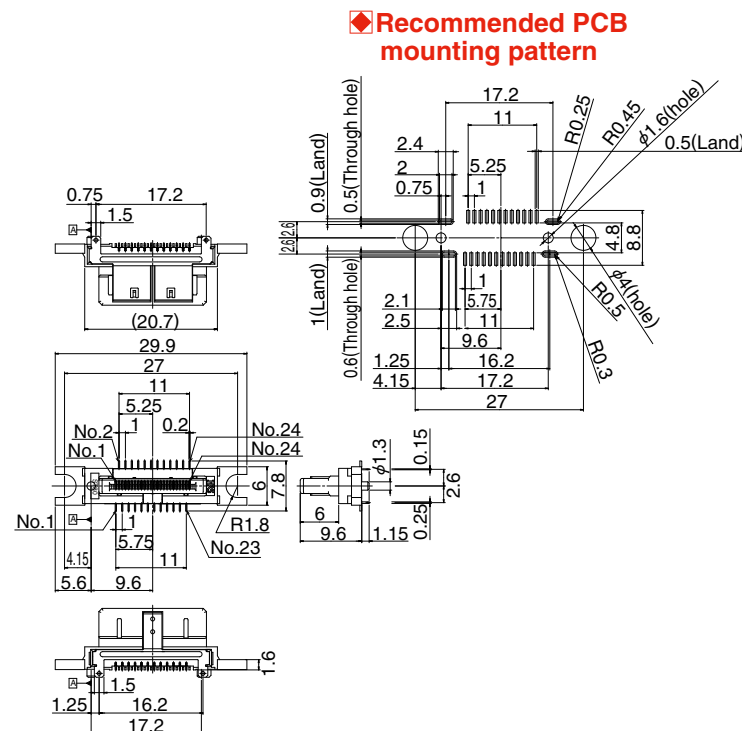 ◆Recommended PCB
mounting pattern
17.2
11
2.4
2
5.25
0.75
1
0.9(Land)
0.5(Through hole)
R0.25
R0.45
φ1.6(hole)
0.5(Land)
2.6
2.6
4.8
8.8
1(Land)
0.6(Through hole)
1
2.1
5.75
2.5
11
9.6
1.25
16.2
4.15
17.2
27
φ4(hole)
R0.5
R0.3
0.75
17.2
1.5
A
(20.7)
29.9
27
11
5.25
1
0.2
No.2
No.24
No.1
No.24
6
7.8
No.1
A
1
R1.8
5.75
No.23
4.15
11
5.6
9.6
φ1.3
0.15
2.6
0.25
6
9.6
1.15
1.6
A
1.5
1.25
16.2
17.2